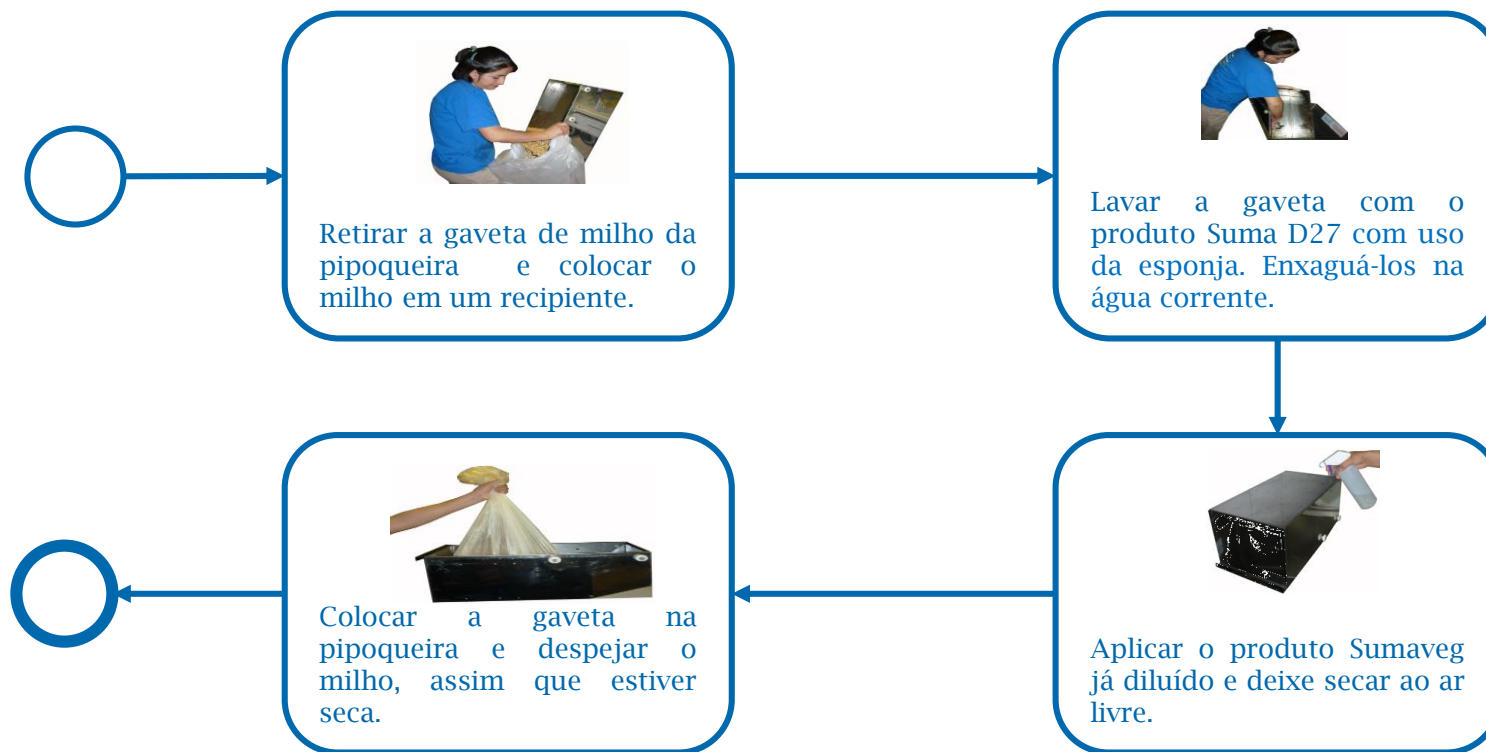 Retirar a gaveta de milho da
pipoqueira e colocar o
milho em um recipiente.
Lavar a gaveta com o
produto Suma D27 com uso
da esponja. Enxaguá-los na
água corrente.
Aplicar o produto Sumaveg
já diluído e deixe secar ao ar
livre.
Colocar a gaveta na
pipoqueira e despejar o
milho, assim que estiver
seca.